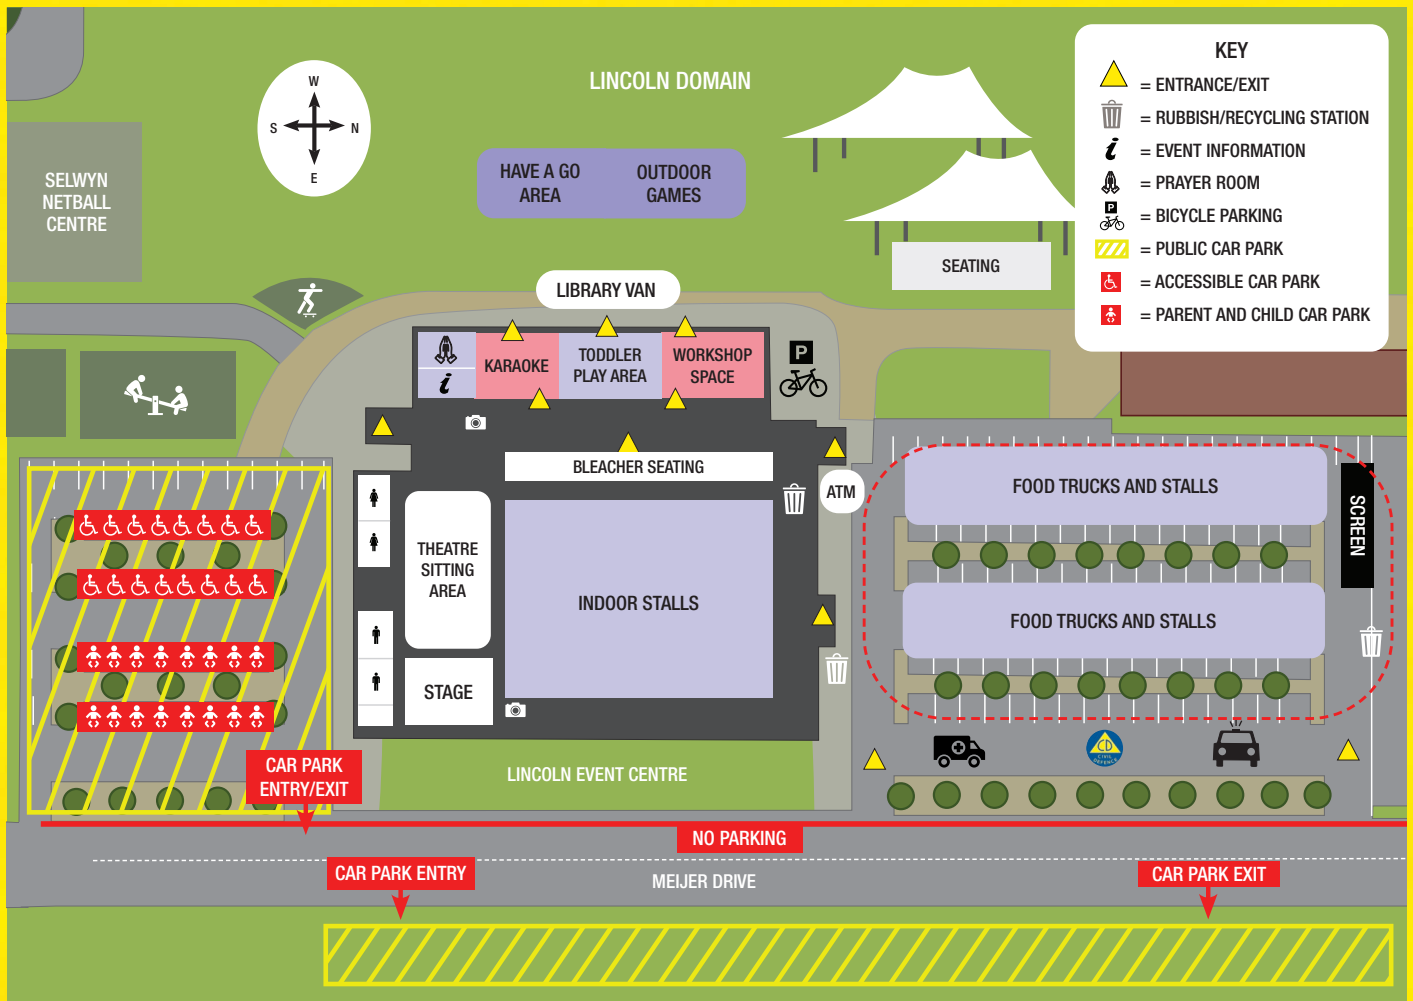 LINCOLN DOMAIN
KEY
= ENTRANCE/EXIT
= RUBBISH/RECYCLING STATION
i = EVENT INFORMATION
= PRAYER ROOM
P
= BICYCLE PARKING
= PUBLIC CAR PARK
= ACCESSIBLE CAR PARK
= PARENT AND CHILD CAR PARK
W
S
N
E
SELWYN
NETBALL
CENTRE
HAVE A GO
AREA
OUTDOOR
GAMES
SEATING
LIBRARY VAN
KARAOKE
TODDLER
PLAY AREA
WORKSHOP
SPACE
i
P
BLEACHER SEATING
ATM
THEATRE
SITTING
AREA
INDOOR STALLS
STAGE
FOOD TRUCKS AND STALLS
SCREEN
FOOD TRUCKS AND STALLS
CD
CIVIL
DEFENCE
LINCOLN EVENT CENTRE
CAR PARK
ENTRY/EXIT
NO PARKING
CAR PARK ENTRY
MEIJER DRIVE
CAR PARK EXIT